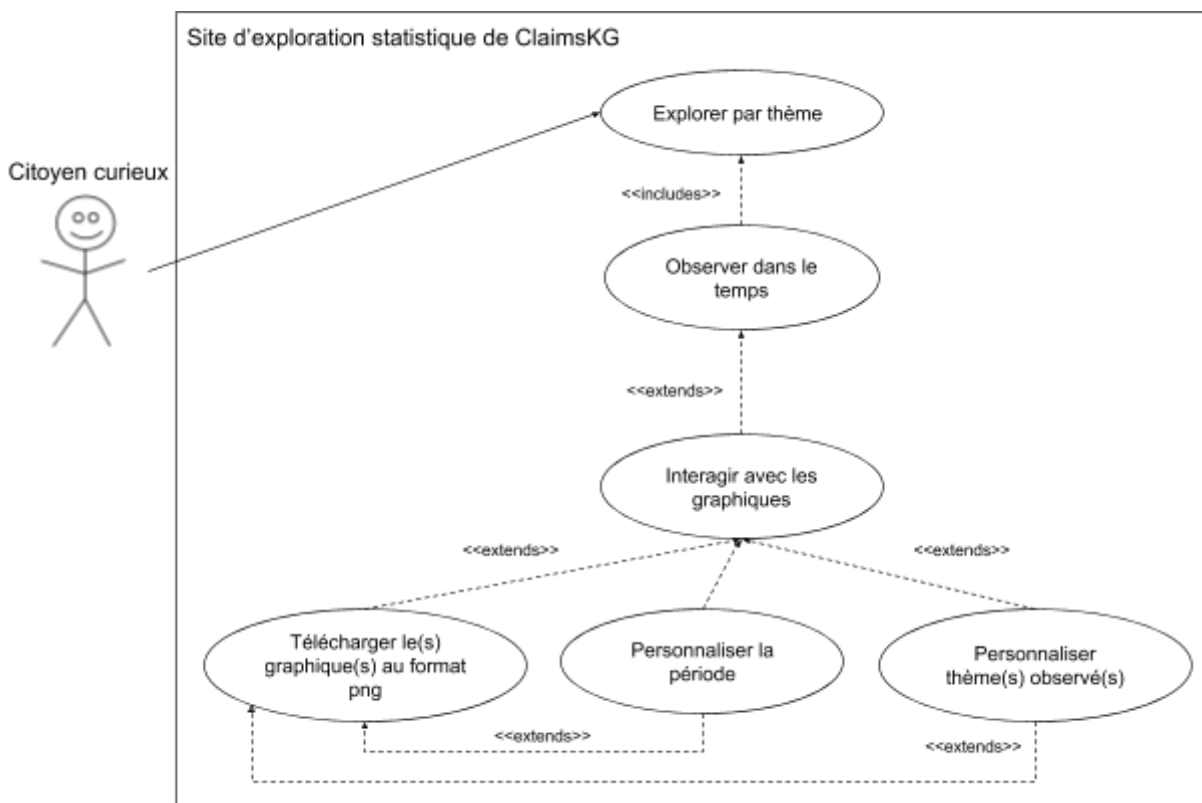 Site d'exploration statistique de ClaimsKG
Explorer par thème
Citoyen curieux
<<includes>>
Observer dans le
temps
<<extends>>
Interagir avec les
graphiques
<<extends>>
<<extends>>
Télécharger le(s)
graphique(s) au format
png
Personnaliser la
période
Personnaliser
thème(s) observé(s)
<<extends>>
<<extends>>